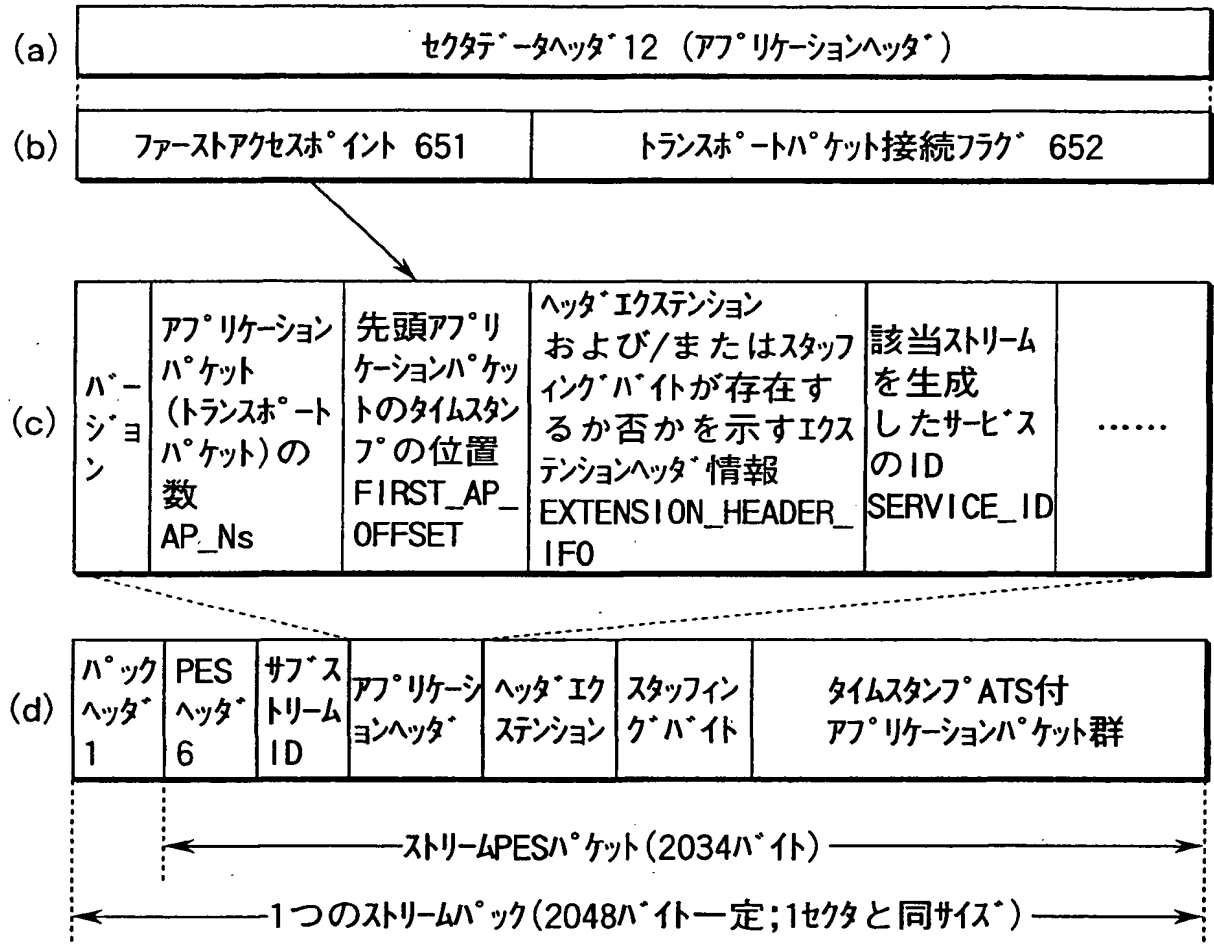 (a)
セクタデータヘッダ12 (アプリケーションヘッダ)
(b)
ファーストアクセスポイント 651
トランスポートパケット接続フラグ 652
(c)
バー
ジョ
ン
アプリケーション
パケット
(トランスポート
パケット)の
数
AP_Ns
先頭アプリ
ケーションパケッ
トのタイムスタン
プの位置
FIRST_AP_
OFFSET
ヘッダエクステンション
および/またはスタッフ
ィングバイトが存在す
るか否かを示すエクス
テンションヘッダ情報
EXTENSION_HEADER_
IFO
該当ストリーム
を生成
したサービス
のID
SERVICE_ID
……
(d)
パック
ヘッダ
1
PES
ヘッダ
6
サブス
トリーム
ID
アプリケーシ
ョンヘッダ
ヘッダエク
ステンション
スタッフィン
グバイト
タイムスタンプATS付
アプリケーションパケット群
ストリームPESパケット(2034バイト)
1つのストリームパック(2048バイト一定;1セクタと同サイズ)